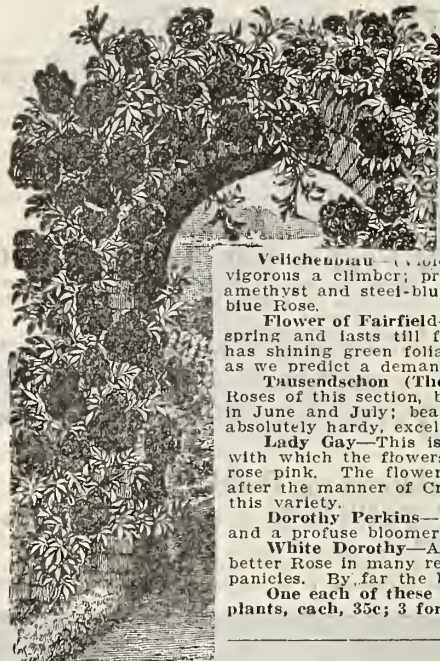 Velichenblau—
vigorous a climber; pr
amethyst and steel-blu
blue Rose.
Flower of Fairfield-
spring and lasts till f
has shining green folia
as we predict a deman
Tausendschon (The
Roses of this section, b
in June and July; bea
absolutely hardy, excel
Lady Gay—This is
with which the flowers
rose pink. The flower
after the manner of Cr
this variety.
Dorothy Perkins—
and a profuse bloomer
White Dorothy—A
better Rose in many re
panicles. By far the
One each of these
plants, each, 35c; 3 for